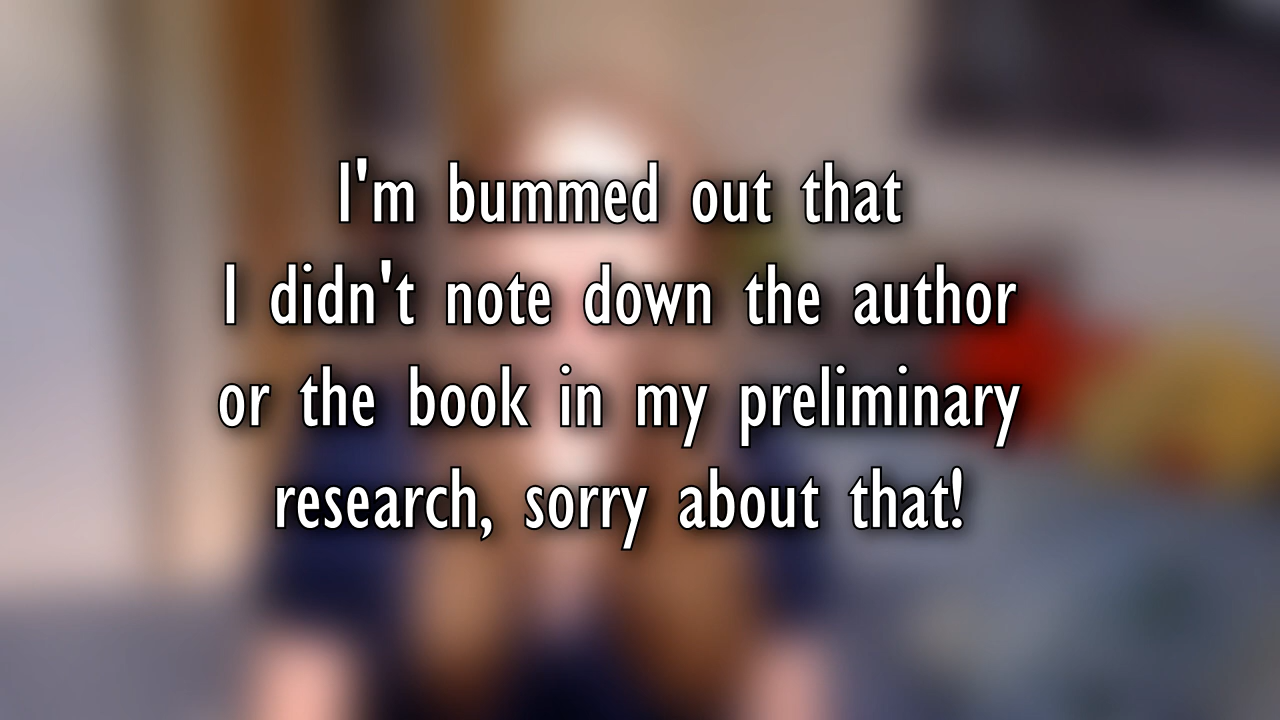 I'm bummed out that
I didn't note down the author
or the book in my preliminary
research, sorry about that!